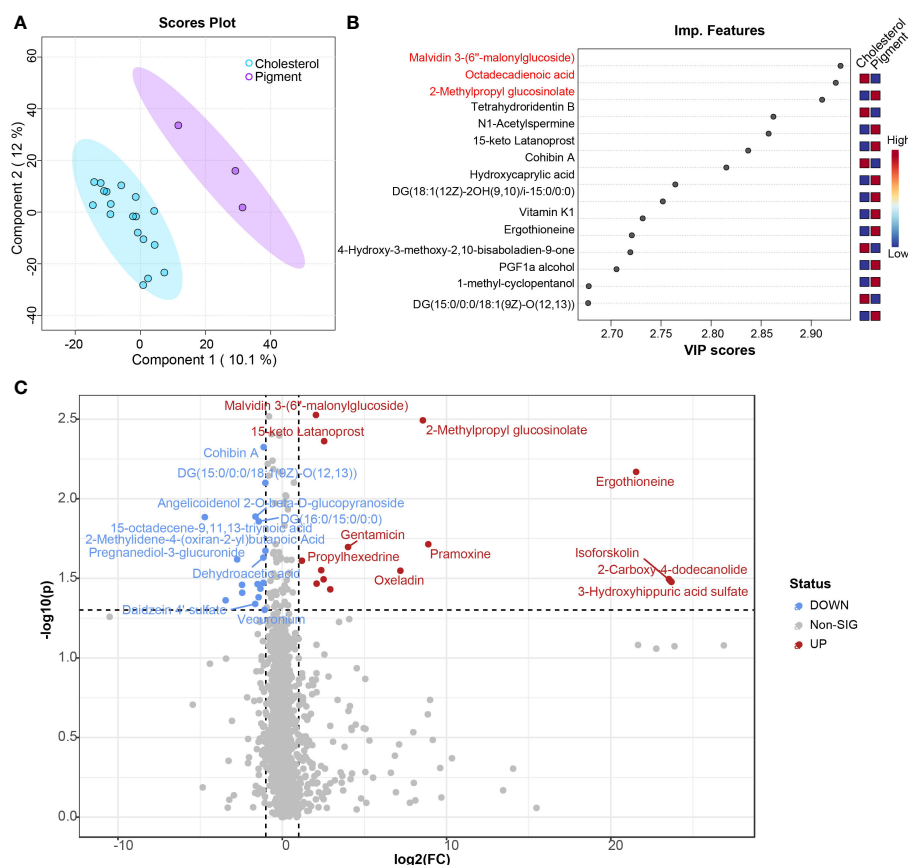 A
Scores Plot
Cholesterol
Pigment
Component 2 ( 12 %)
60
40
20
0
-20
-40
-20
0
20
40
60
Component 1 ( 10.1 %)
B
Imp. Features
Malvidin 3-(6"-malonylglucoside)
Octadecadienoic acid
2-Methylpropyl glucosinolate
Tetrahydroridentin B
N1-Acetylspermine
15-keto Latanoprost
Cohibin A
Hydroxycaprylic acid
DG(18:1(12Z)-2OH(9,10)/i-15:0/0:0)
Vitamin K1
Ergothioneine
4-Hydroxy-3-methoxy-2,10-bisaboladien-9-one
PGF1a alcohol
1-methyl-cyclopentanol
DG(15:0/0:0/18:1(9Z)-O(12,13))
2.70
2.75
2.80
2.85
2.90
VIP scores
Cholesterol
Pigment
High
Low
C
-log10(p)
2.5
2.0
1.5
1.0
0.5
0.0
Malvidin 3-(6"-malonylglucoside)
15-keto Latanoprost
2-Methylpropyl glucosinolate
Cohibin A
DG(15:0/0:0/18:1(9Z)-O(12,13))
Ergothioneine
Angelicoidenol 2-O-beta-D-glucopyranoside
DG(16:0/15:0/0:0)
15-octadecene-9,11,13-triynoic acid
Gentamicin
2-Methylidene-4-(oxiran-2-yl)butanoic Acid
Pregnanediol-3-glucuronide
Propylhexedrine
Pramoxine
Isoforskolin
Dehydroacetic acid
Oxeladin
2-Carboxy-4-dodecanolide
3-Hydroxyhippuric acid sulfate
Daidzein 4'-sulfate
Vecuronium
-10
0
10
20
log2(FC)
Status
DOWN
Non-SIG
UP